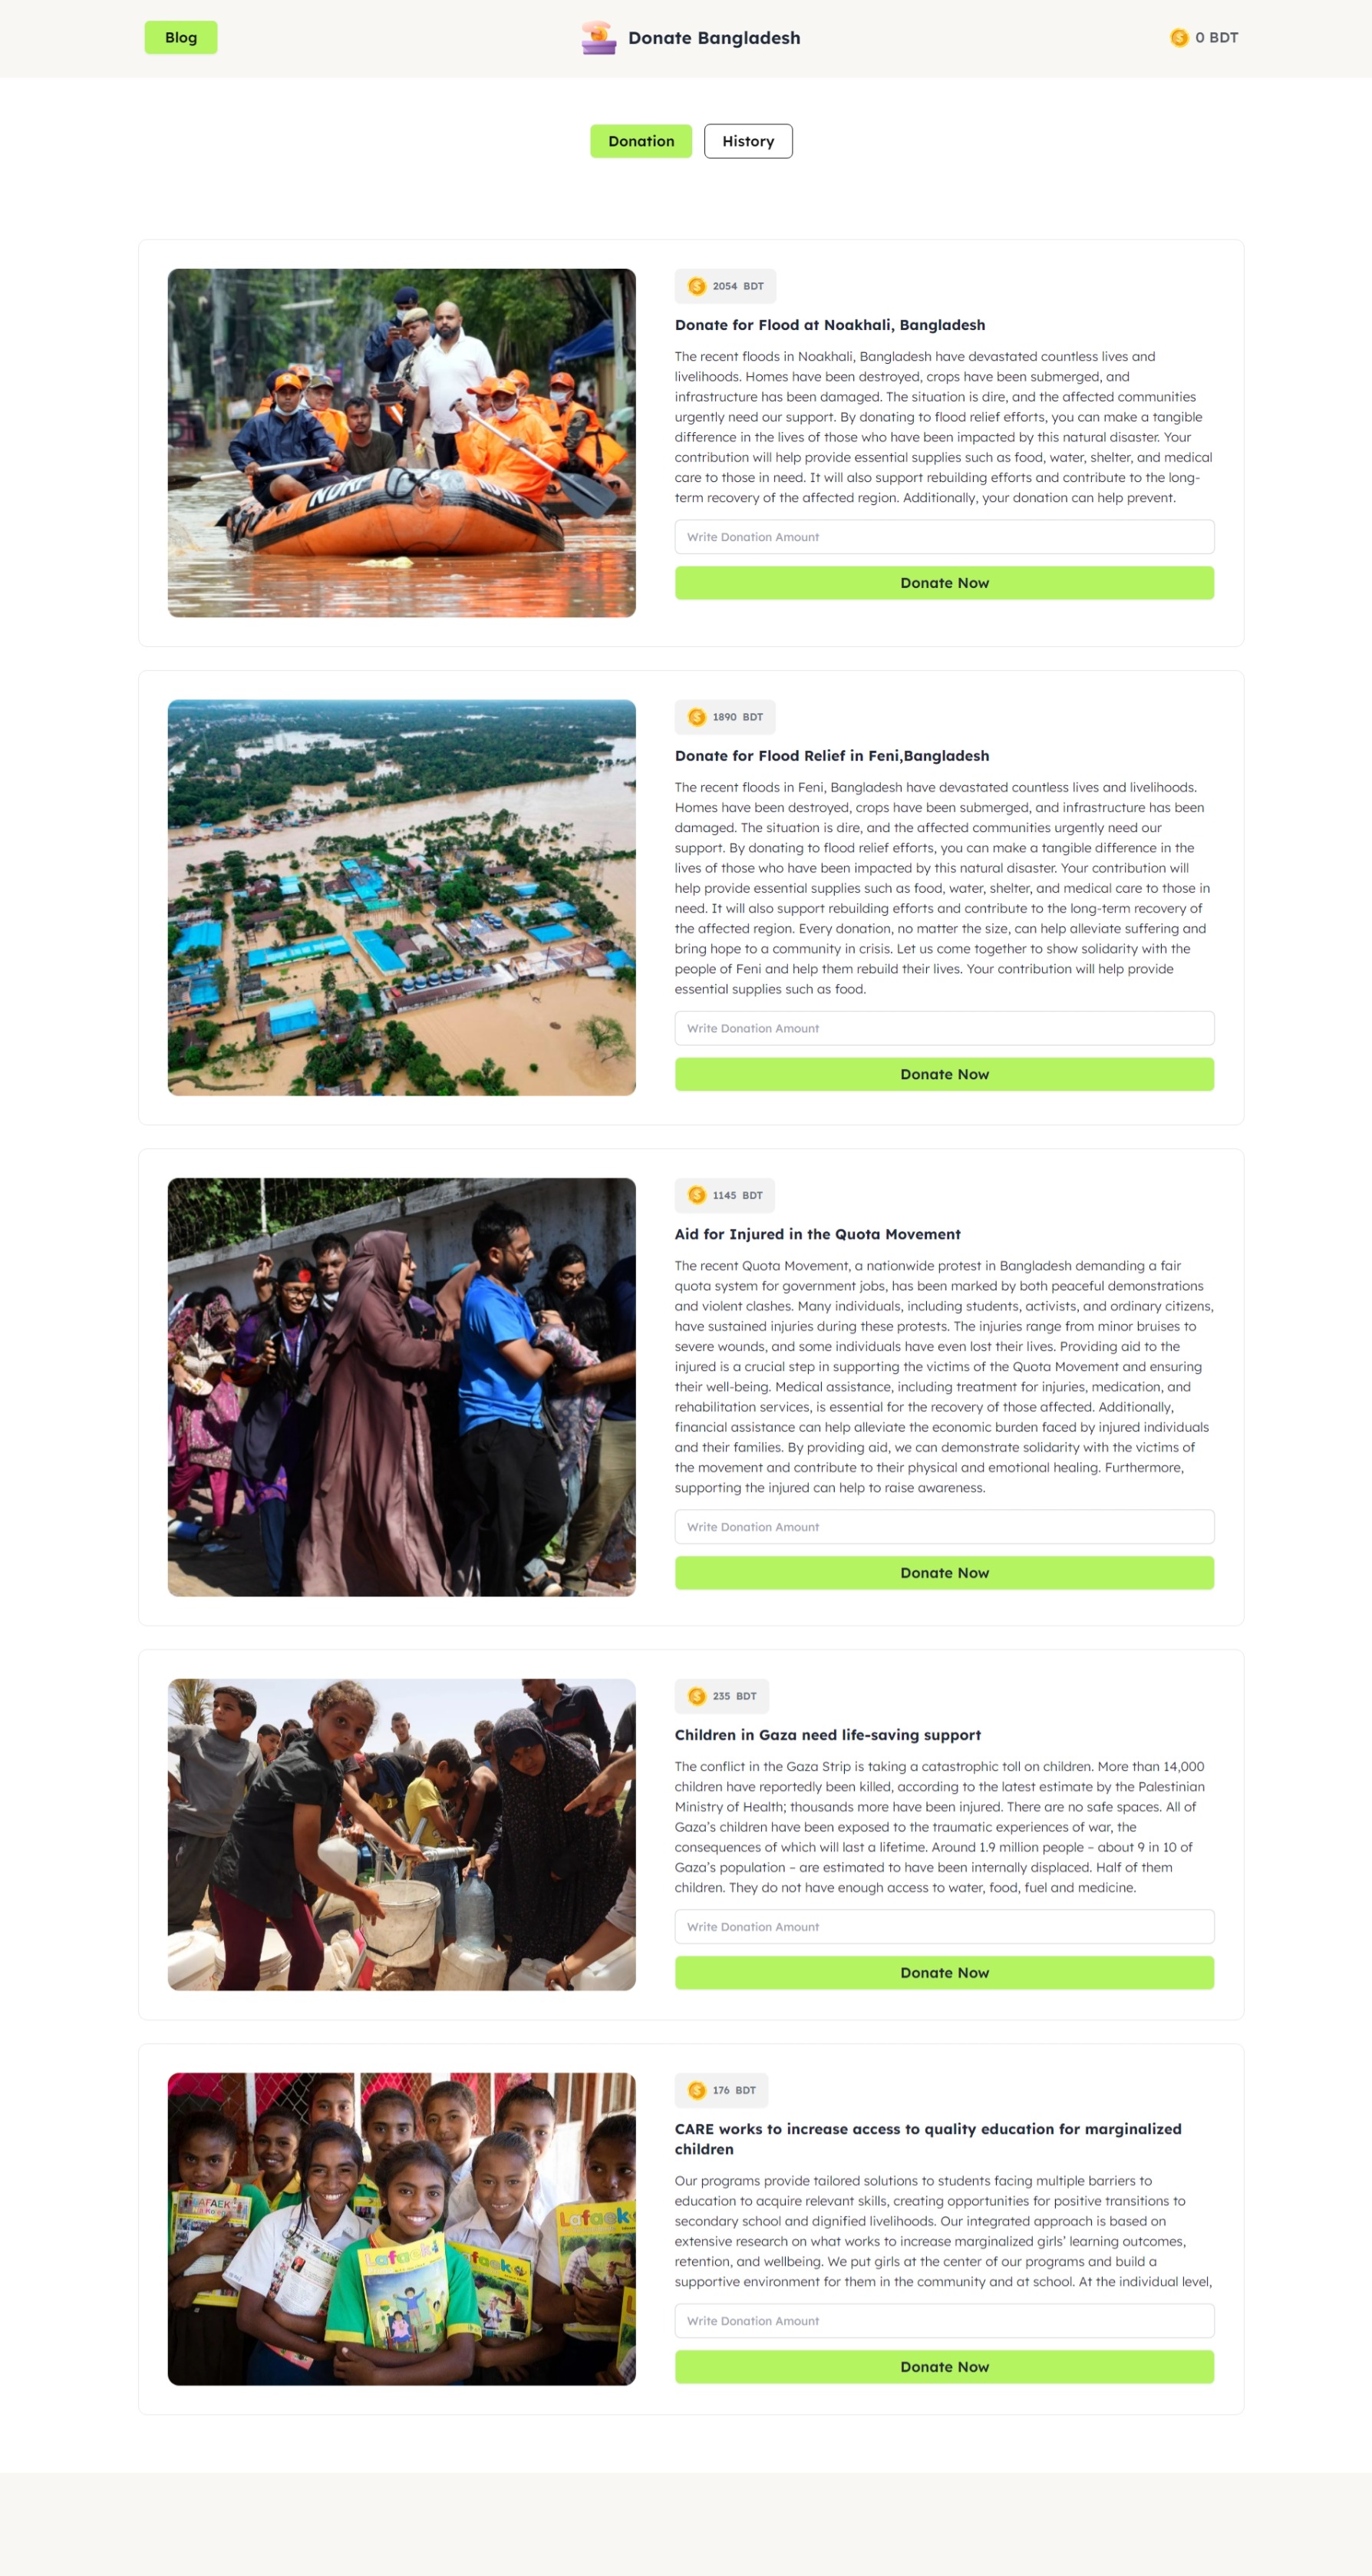 Blog
Donate Bangladesh
0 BDT
Donation
History
2054 BDT
Donate for Flood at Noakhali, Bangladesh
The recent floods in Noakhali, Bangladesh have devastated countless lives and
livelihoods. Homes have been destroyed, crops have been submerged, and
infrastructure has been damaged. The situation is dire, and the affected communities
urgently need our support. By donating to flood relief efforts, you can make a tangible
difference in the lives of those who have been impacted by this natural disaster. Your
contribution will help provide essential supplies such as food, water, shelter, and medical
care to those in need. It will also support rebuilding efforts and contribute to the long-
term recovery of the affected region. Additionally, your donation can help prevent.
Write Donation Amount
Donate Now
1890 BDT
Donate for Flood Relief in Feni,Bangladesh
The recent floods in Feni, Bangladesh have devastated countless lives and livelihoods.
Homes have been destroyed, crops have been submerged, and infrastructure has been
damaged. The situation is dire, and the affected communities urgently need our
support. By donating to flood relief efforts, you can make a tangible difference in the
lives of those who have been impacted by this natural disaster. Your contribution will
help provide essential supplies such as food, water, shelter, and medical care to those in
need. It will also support rebuilding efforts and contribute to the long-term recovery of
the affected region. Every donation, no matter the size, can help alleviate suffering and
bring hope to a community in crisis. Let us come together to show solidarity with the
people of Feni and help them rebuild their lives. Your contribution will help provide
essential supplies such as food.
Write Donation Amount
Donate Now
1145 BDT
Aid for Injured in the Quota Movement
The recent Quota Movement, a nationwide protest in Bangladesh demanding a fair
quota system for government jobs, has been marked by both peaceful demonstrations
and violent clashes. Many individuals, including students, activists, and ordinary citizens,
have sustained injuries during these protests. The injuries range from minor bruises to
severe wounds, and some individuals have even lost their lives. Providing aid to the
injured is a crucial step in supporting the victims of the Quota Movement and ensuring
their well-being. Medical assistance, including treatment for injuries, medication, and
rehabilitation services, is essential for the recovery of those affected. Additionally,
financial assistance can help alleviate the economic burden faced by injured individuals
and their families. By providing aid, we can demonstrate solidarity with the victims of
the movement and contribute to their physical and emotional healing. Furthermore,
supporting the injured can help to raise awareness.
Write Donation Amount
Donate Now
235 BDT
Children in Gaza need life-saving support
The conflict in the Gaza Strip is taking a catastrophic toll on children. More than 14,000
children have reportedly been killed, according to the latest estimate by the Palestinian
Ministry of Health; thousands more have been injured. There are no safe spaces. All of
Gaza’s children have been exposed to the traumatic experiences of war, the
consequences of which will last a lifetime. Around 1.9 million people – about 9 in 10 of
Gaza’s population – are estimated to have been internally displaced. Half of them
children. They do not have enough access to water, food, fuel and medicine.
Write Donation Amount
Donate Now
Lafaek
Lafaek
176 BDT
CARE works to increase access to quality education for marginalized
children
Our programs provide tailored solutions to students facing multiple barriers to
education to acquire relevant skills, creating opportunities for positive transitions to
secondary school and dignified livelihoods. Our integrated approach is based on
extensive research on what works to increase marginalized girls’ learning outcomes,
retention, and wellbeing. We put girls at the center of our programs and build a
supportive environment for them in the community and at school. At the individual level,
Write Donation Amount
Donate Now